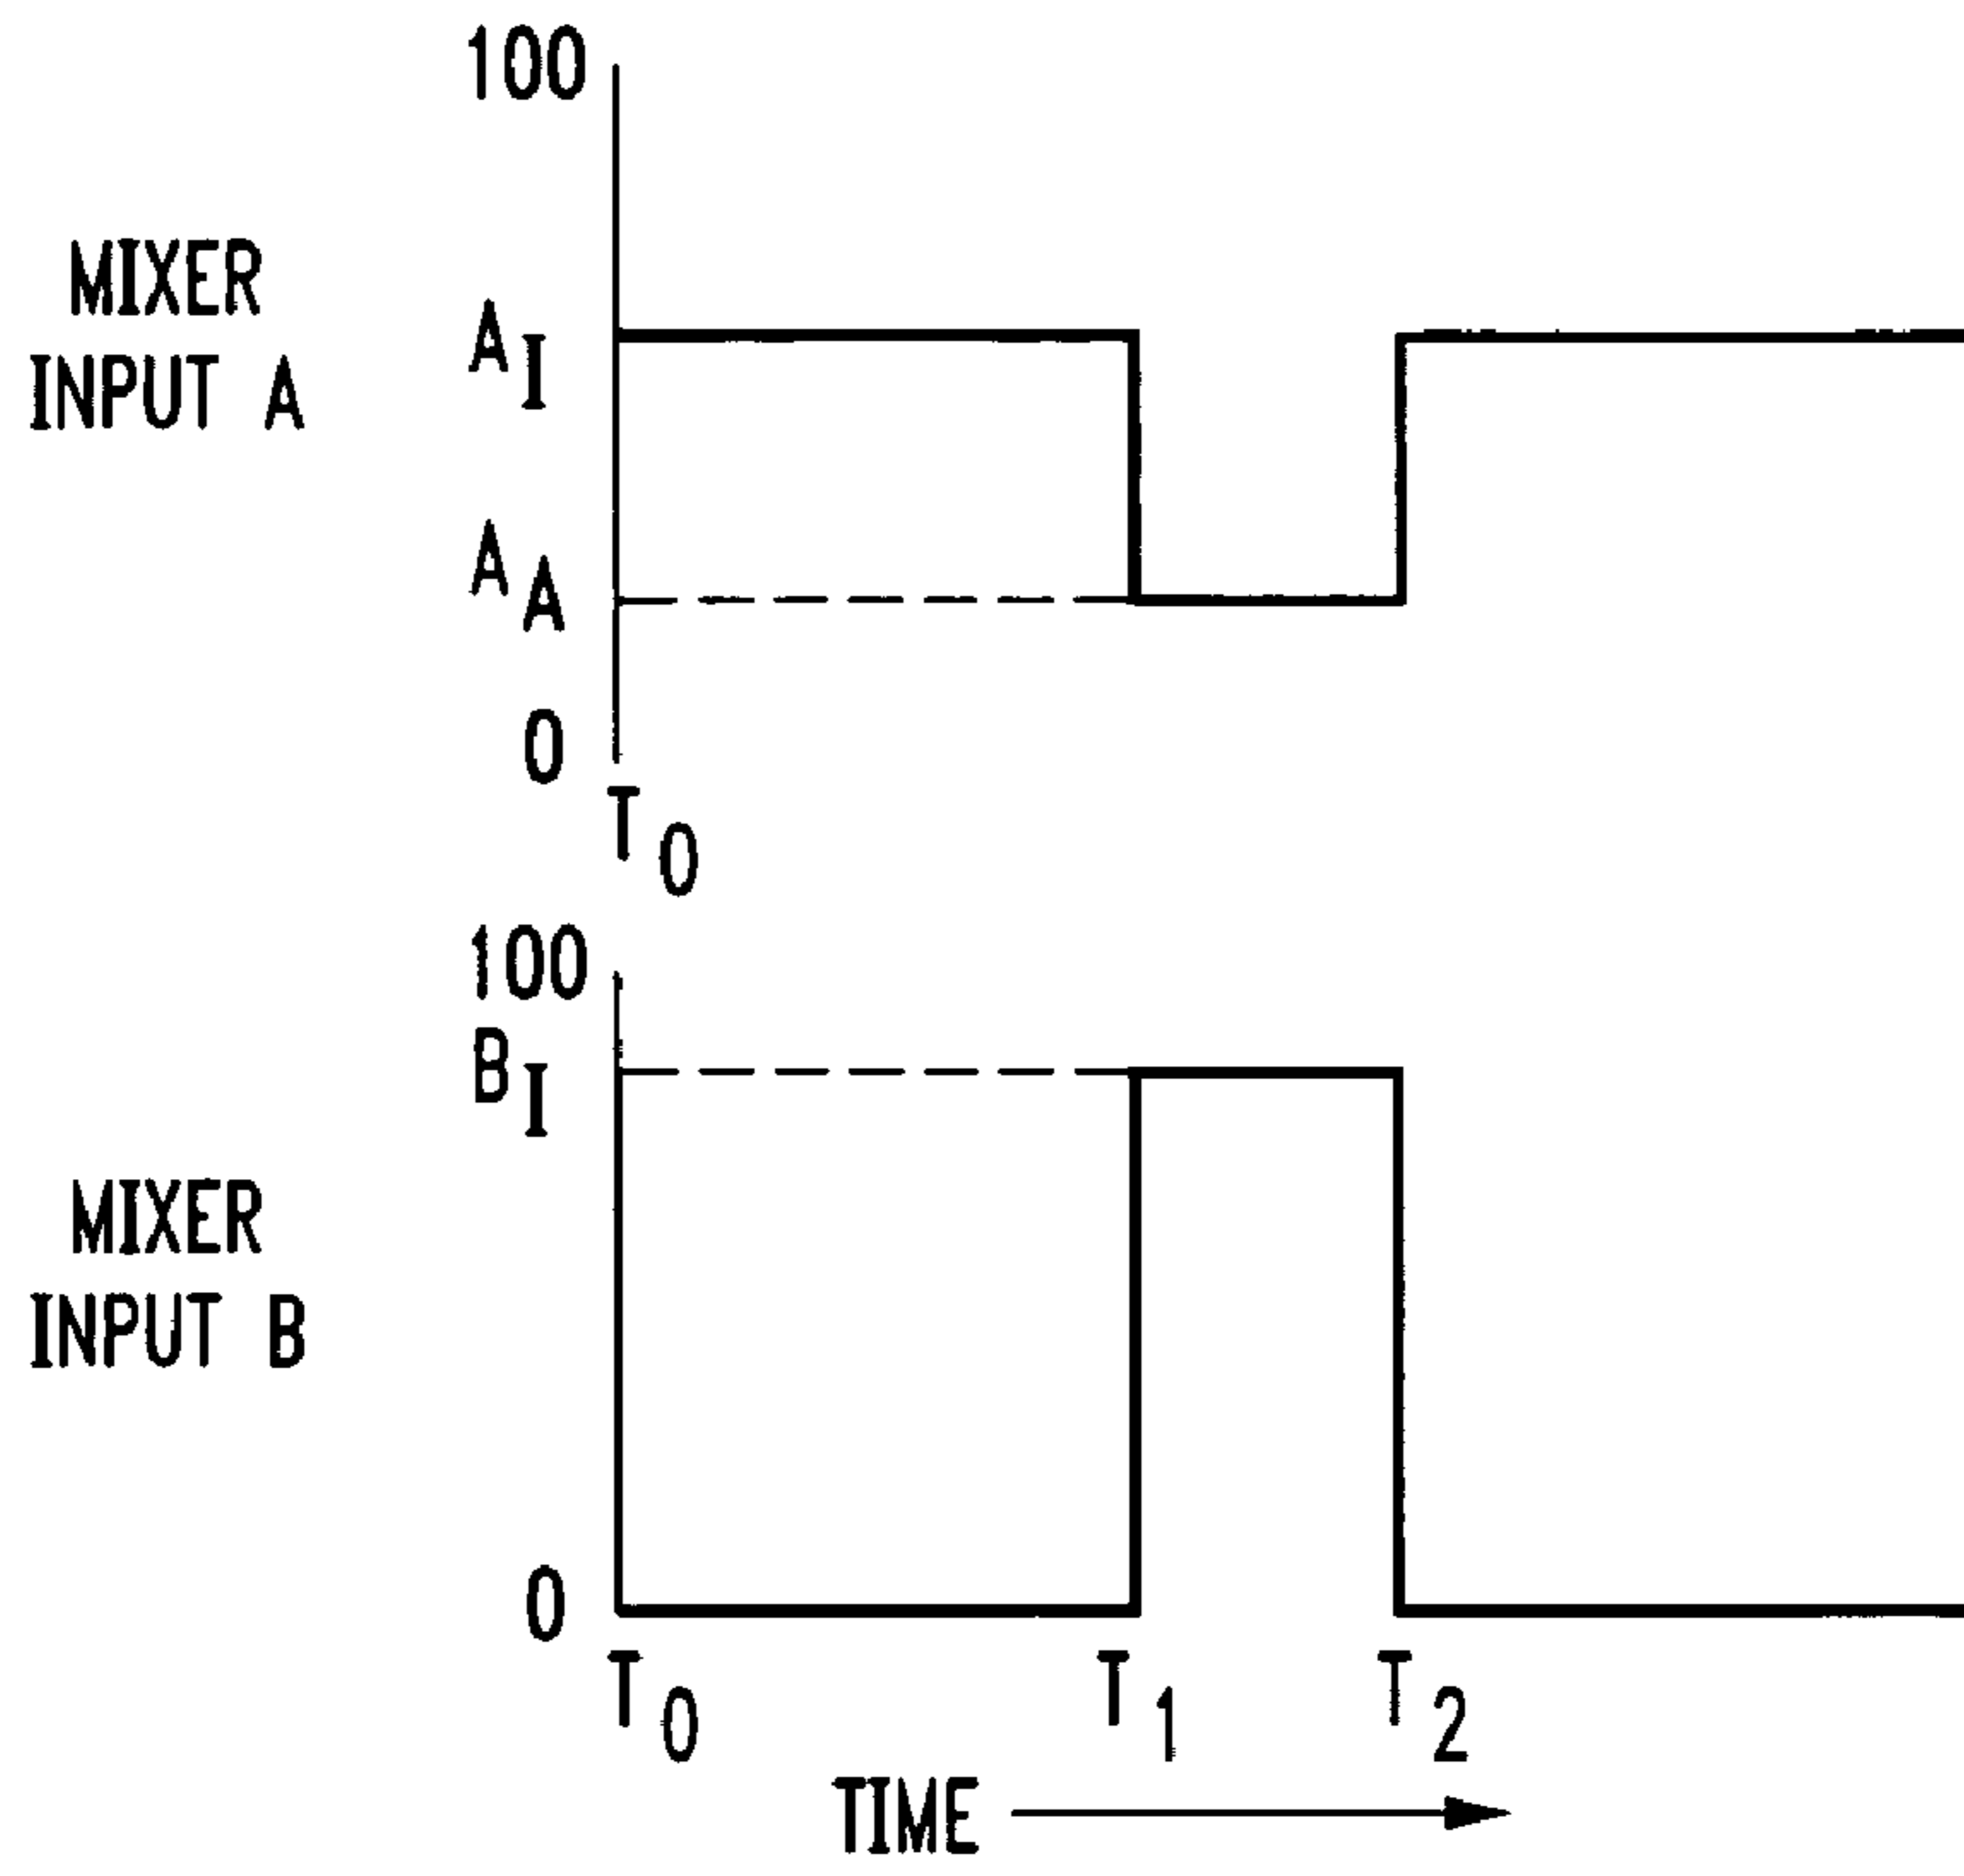 100
MIXER
INPUT A
A_I
A_A
0
T_0
100
B_I
MIXER
INPUT B
0
T_0 T_1 T_2
TIME